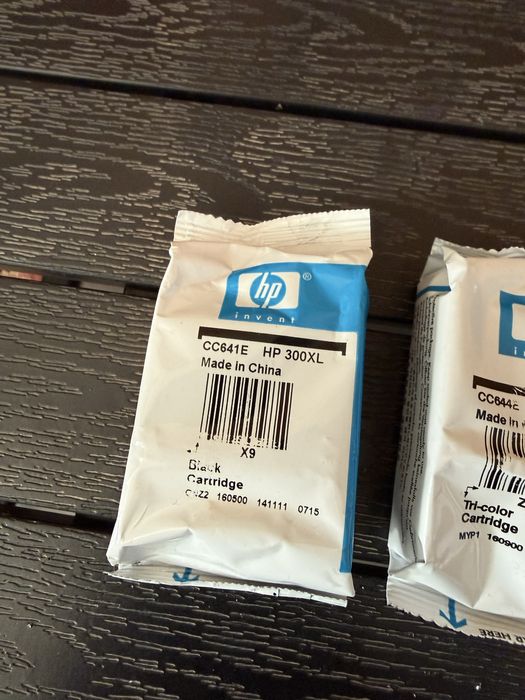 hp®
invent
CC641E HP 300XL
Made in China
X9
Black
Cartridge
160500 141111 0715
CC644E
Made in
Tri-color
Cartridge
MYP1 160900
HERE